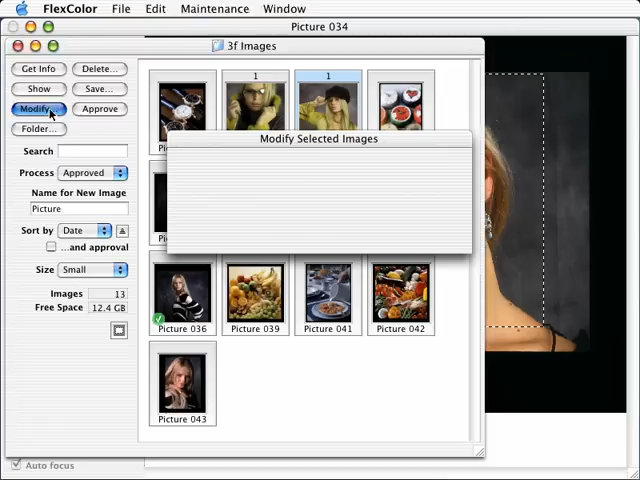 FlexColor File Edit Maintenance Window
Picture 034
3f Images
Get Info Delete...
Show Save...
Modify... Approve
Folder...
Search
Process Approved
Name for New Image
Picture
Sort by Date
...and approval
Size Small
Images 13
Free Space 12.4 GB
Auto focus
1 1
Modify Selected Images
Picture 036 Picture 039 Picture 041 Picture 042
Picture 043